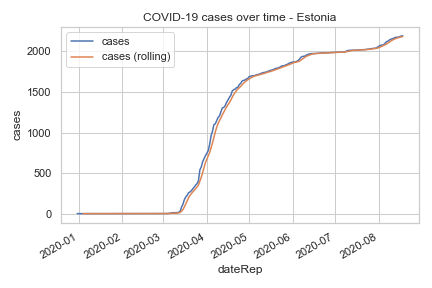 COVID-19 cases over time - Estonia
cases
cases (rolling)
2000
1500
1000
500
0
cases
2020-01
2020-02
2020-03
2020-04
2020-05
2020-06
2020-07
2020-08
dateRep